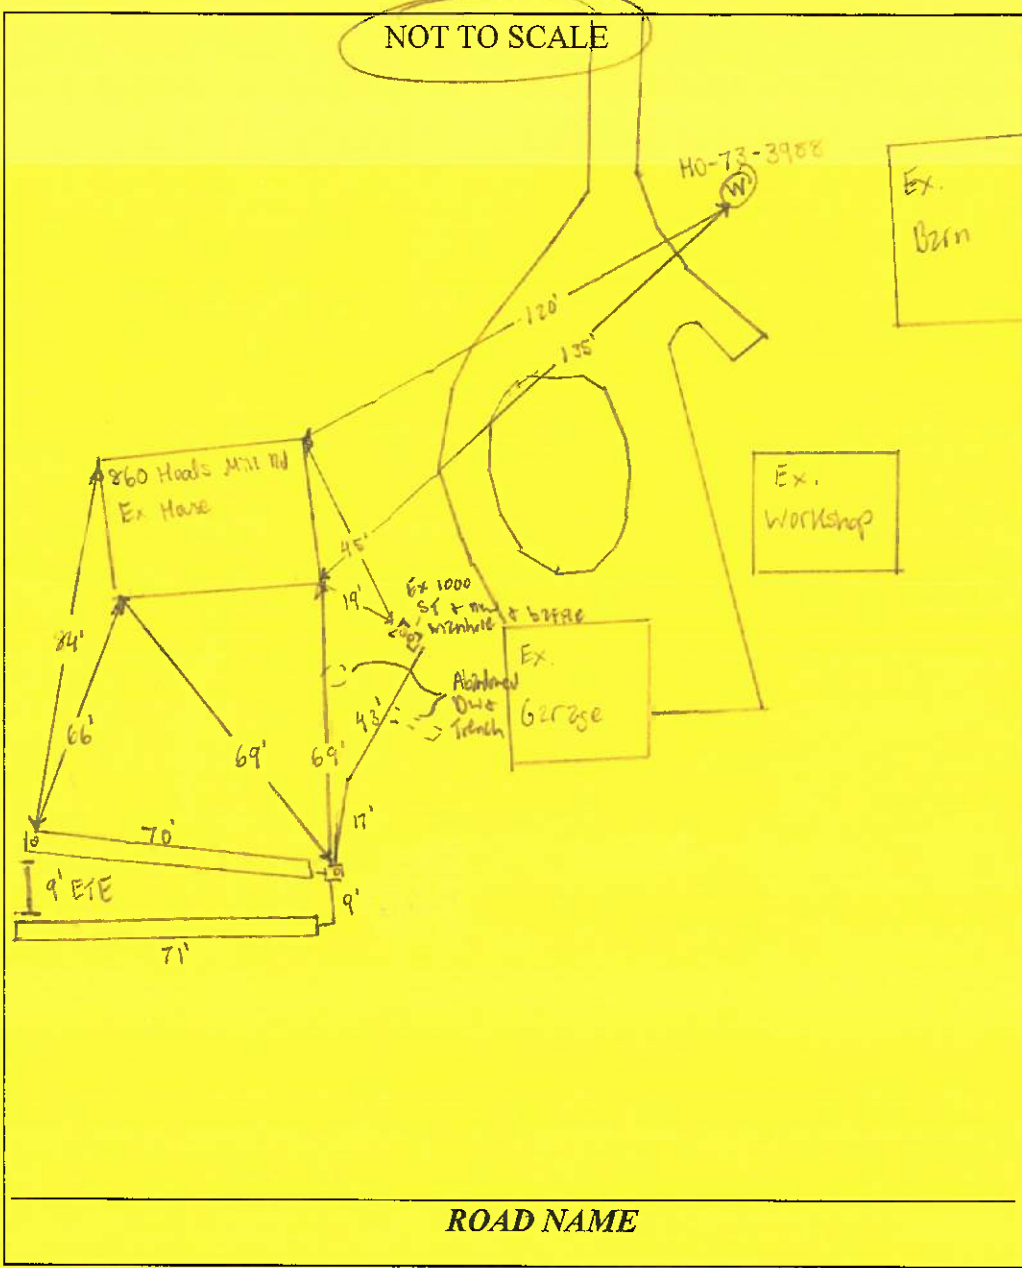 NOT TO SCALE
HO-73-3988
W
Ex.
Barn
120'
135'
860 Hoods Mill Rd
Ex House
Ex.
Workshop
45'
19'
Ex 1000
ST + new
manhole + baffle
84'
Ex.
Garage
Abandoned
DW &
Trench
43'
66'
69'
69'
17'
70'
9' ETE
9'
71'
ROAD NAME